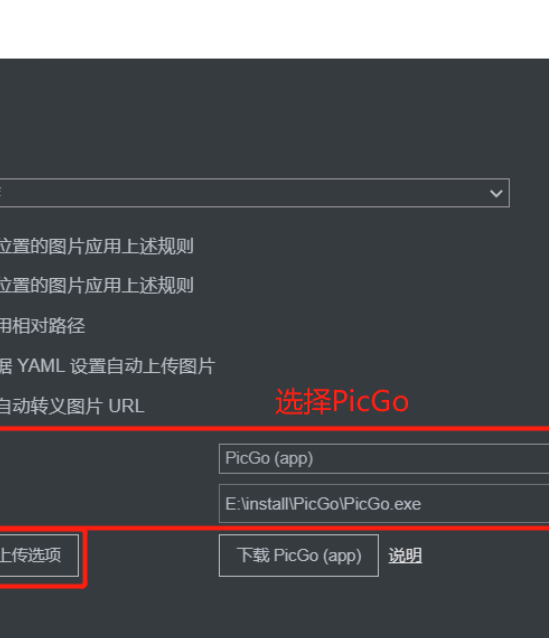 位置的图片应用上述规则
位置的图片应用上述规则
用相对路径
据 YAML 设置自动上传图片
自动转义图片 URL
选择PicGo
PicGo (app)
E:\install\PicGo\PicGo.exe
上传选项
下载 PicGo (app)
说明